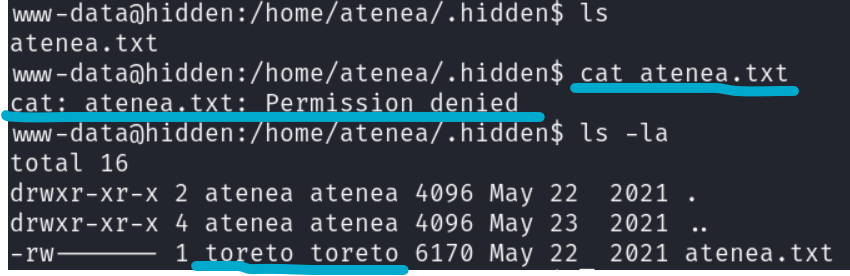 www-data@hidden:/home/atenea/.hidden$ ls
atenea.txt
www-data@hidden:/home/atenea/.hidden$ cat atenea.txt
cat: atenea.txt: Permission denied
www-data@hidden:/home/atenea/.hidden$ ls -la
total 16
drwxr-xr-x 2 atenea atenea 4096 May 22  2021 .
drwxr-xr-x 4 atenea atenea 4096 May 23  2021 ..
-rw------- 1 toreto toreto 6170 May 22  2021 atenea.txt